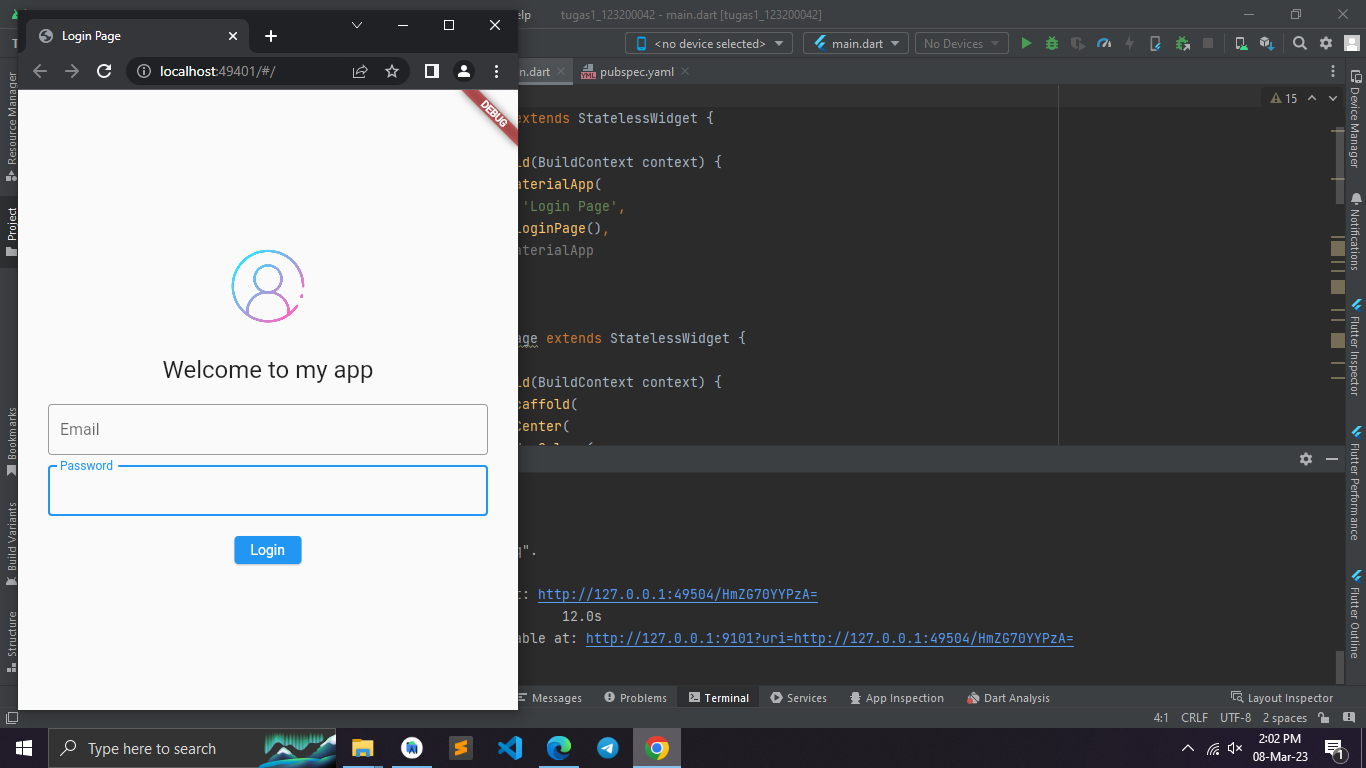 Login Page
localhost:49401/#/
DEBUG
Welcome to my app
Email
Password
Login
lp
tugas1_123200042 - main.dart [tugas1_123200042]
<no device selected>
main.dart
No Devices
n.dart
pubspec.yaml
15
extends StatelessWidget {
ld(BuildContext context) {
aterialApp(
'Login Page',
LoginPage(),
aterialApp
age extends StatelessWidget {
ld(BuildContext context) {
caffold(
Center(
q".
t: http://127.0.0.1:49504/HmZG70YYPzA=
12.0s
able at: http://127.0.0.1:9101?uri=http://127.0.0.1:49504/HmZG70YYPzA=
Resource Manager
Project
Bookmarks
Build Variants
Structure
Device Manager
Notifications
Flutter Inspector
Flutter Performance
Flutter Outline
Messages
Problems
Terminal
Services
App Inspection
Dart Analysis
Layout Inspector
4:1
CRLF
UTF-8
2 spaces
Type here to search
2:02 PM
08-Mar-23
1